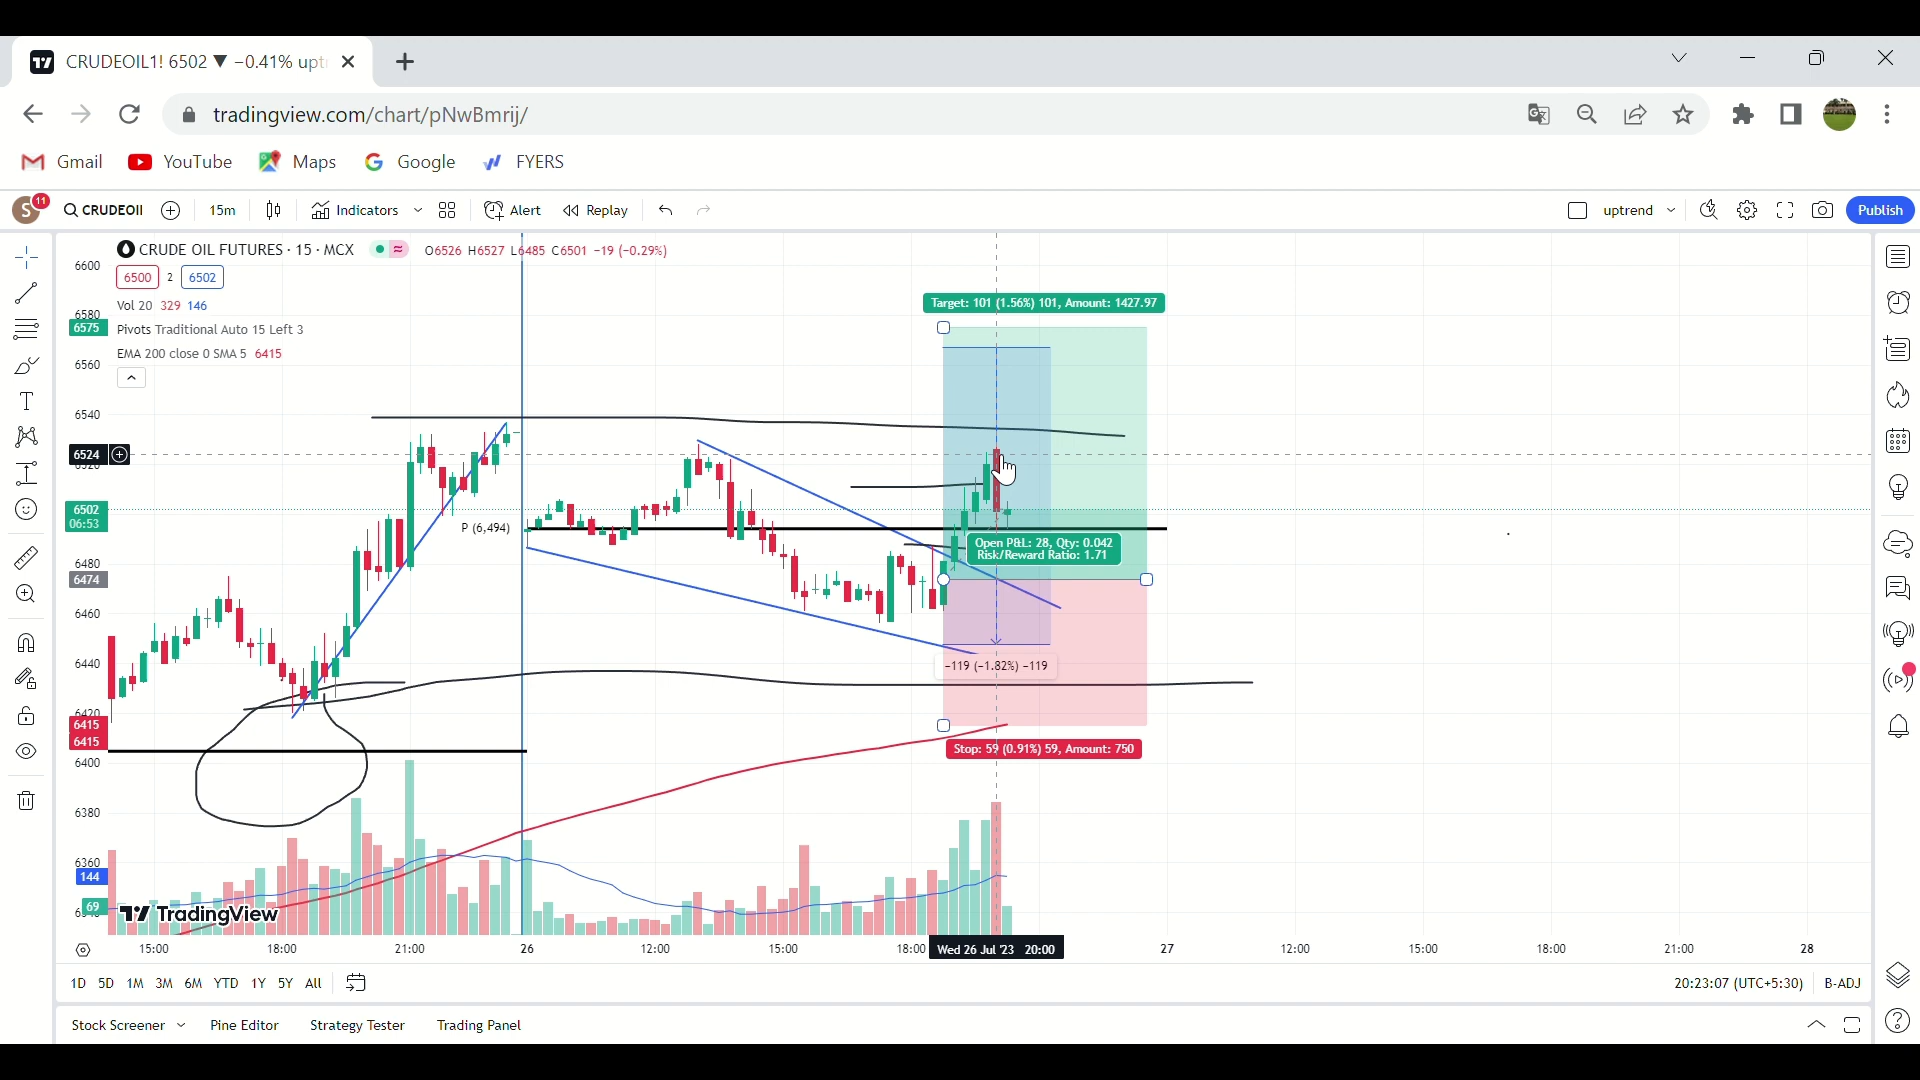 CRUDEOIL1! 6502 ▼ −0.41% upt
tradingview.com/chart/pNwBmrij/
Gmail YouTube Maps Google FYERS
S 11 CRUDEOII 15m Indicators Alert Replay uptrend Publish
CRUDE OIL FUTURES · 15 · MCX O6526 H6527 L6485 C6501 −19 (−0.29%)
6500 2 6502
Vol 20 329 146
Pivots Traditional Auto 15 Left 3
EMA 200 close 0 SMA 5 6415
6600
6580
6575
6560
6540
6524
6520
6502
06:53
6480
6474
6460
6440
6420
6415
6415
6400
6380
6360
144
69
Target: 101 (1.56%) 101, Amount: 1427.97
P (6,494)
Open P&L: 28, Qty: 0.042
Risk/Reward Ratio: 1.71
−119 (−1.82%) −119
Stop: 59 (0.91%) 59, Amount: 750
TradingView
15:00 18:00 21:00 26 12:00 15:00 18:00 Wed 26 Jul '23 20:00 27 12:00 15:00 18:00 21:00 28
1D 5D 1M 3M 6M YTD 1Y 5Y All 20:23:07 (UTC+5:30) B-ADJ
Stock Screener Pine Editor Strategy Tester Trading Panel